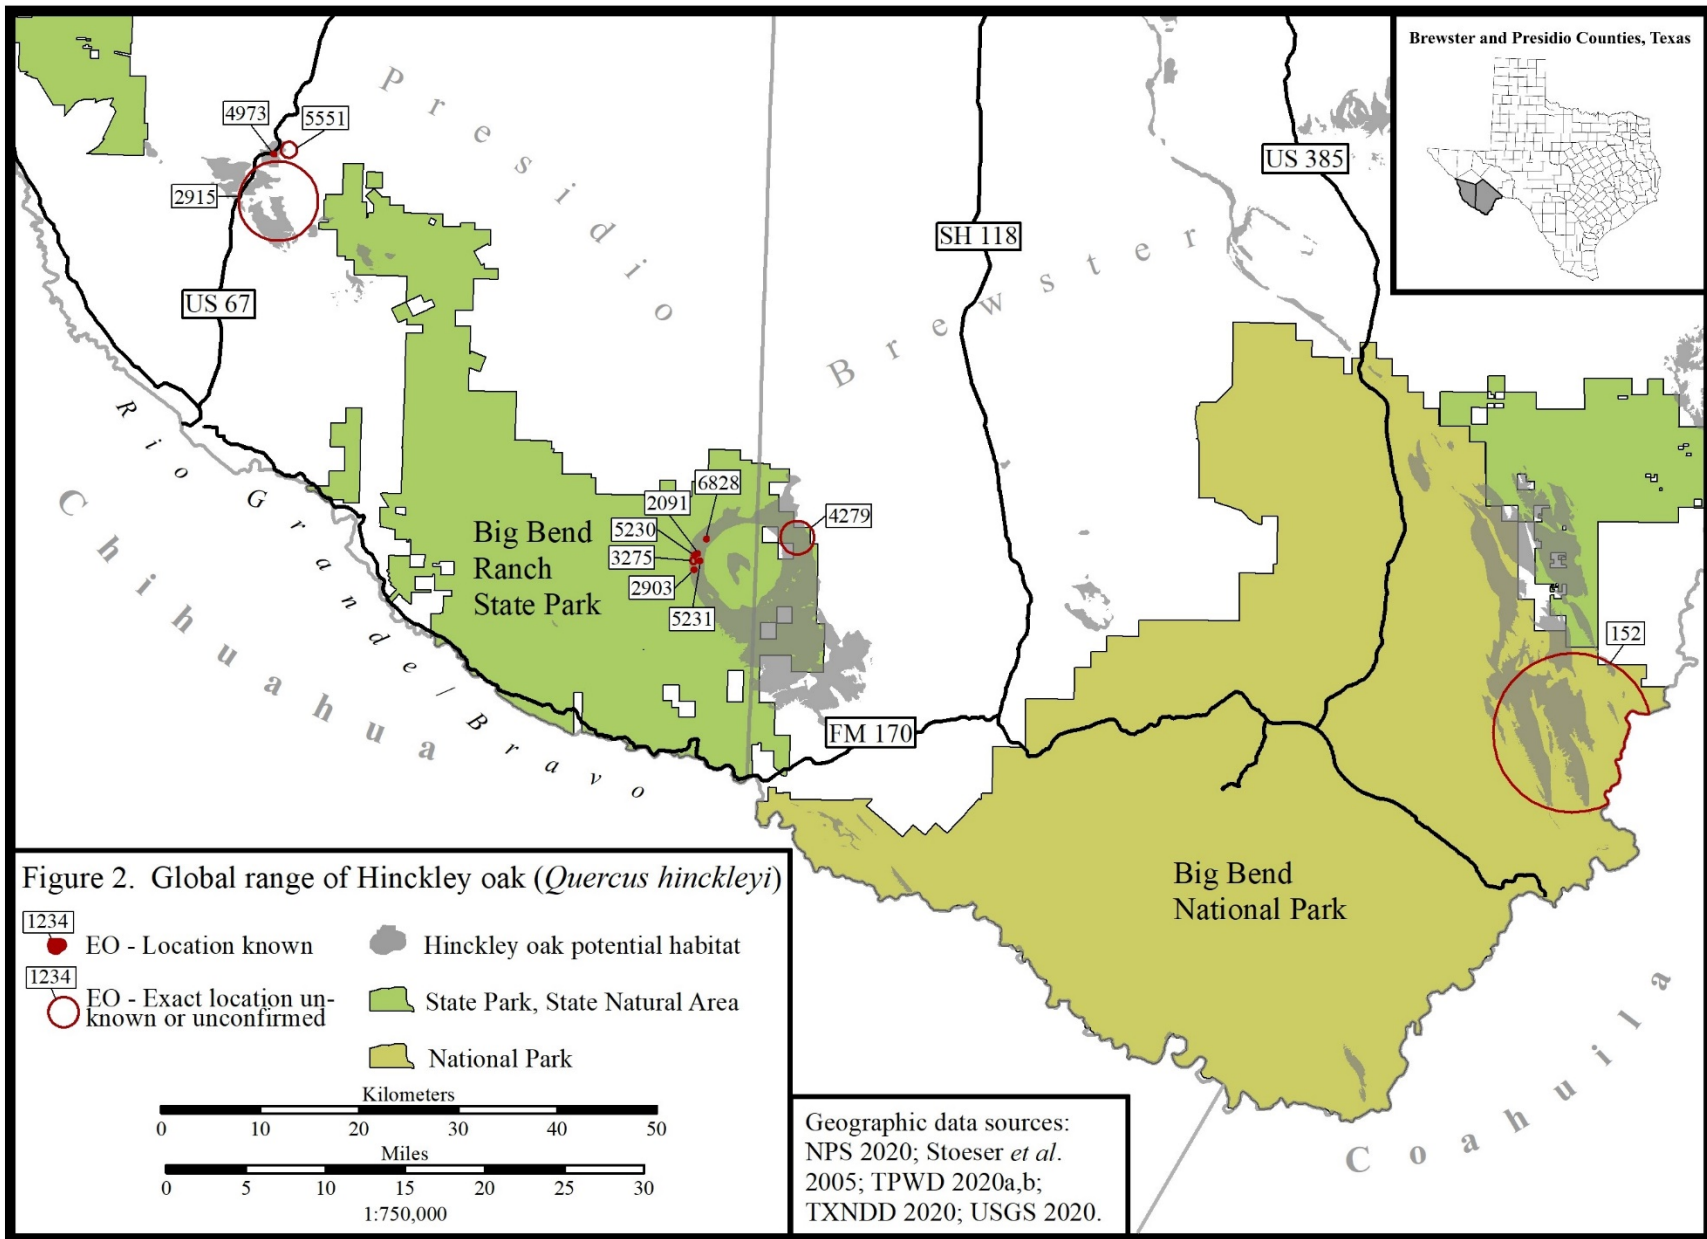 Brewster and Presidio Counties, Texas
Presidio
4973
5551
2915
US 67
US 385
SH 118
Brewster
Rio Grande/Bravo
Chihuahua
6828
2091
5230
3275
2903
5231
4279
Big Bend
Ranch
State Park
152
FM 170
Big Bend
National Park
Coahuila
Figure 2. Global range of Hinckley oak (Quercus hinckleyi)
1234
EO - Location known
1234
EO - Exact location un-
known or unconfirmed
Hinckley oak potential habitat
State Park, State Natural Area
National Park
Kilometers
0 10 20 30 40 50
Miles
0 5 10 15 20 30
1:750,000
Geographic data sources:
NPS 2020; Stoeser et al.
2005; TPWD 2020a,b;
TXNDD 2020; USGS 2020.